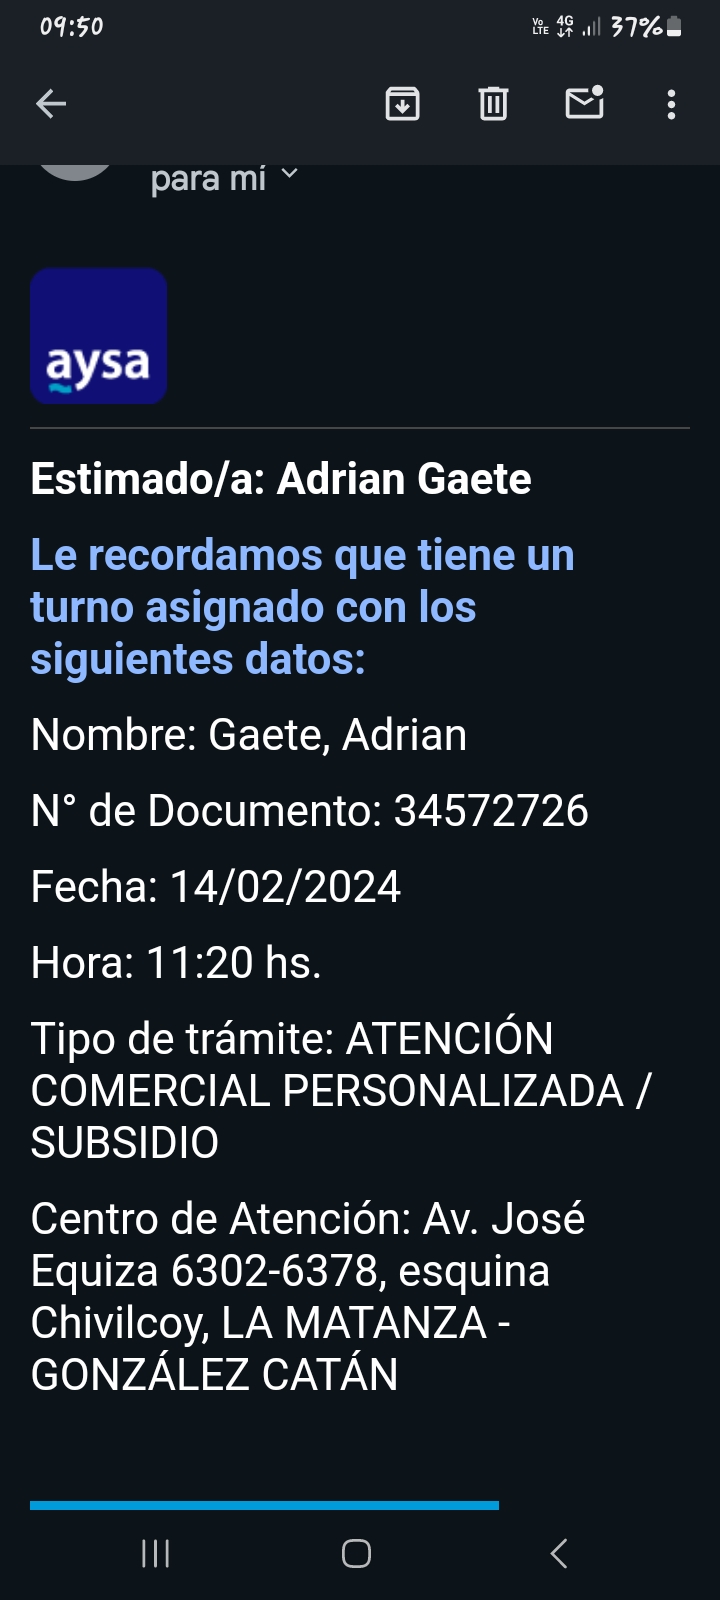 09:50
Vo LTE 4G 37%
para mí
aysa
Estimado/a: Adrian Gaete
Le recordamos que tiene un
turno asignado con los
siguientes datos:
Nombre: Gaete, Adrian
N° de Documento: 34572726
Fecha: 14/02/2024
Hora: 11:20 hs.
Tipo de trámite: ATENCIÓN
COMERCIAL PERSONALIZADA /
SUBSIDIO
Centro de Atención: Av. José
Equiza 6302-6378, esquina
Chivilcoy, LA MATANZA -
GONZÁLEZ CATÁN